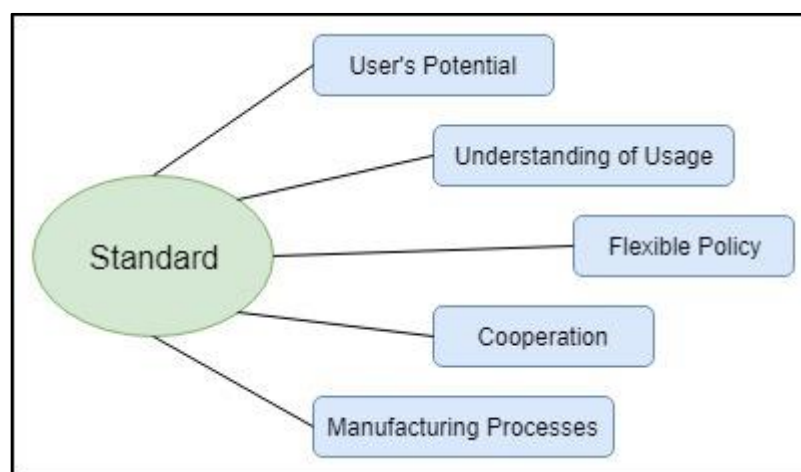 User's Potential
Understanding of Usage
Standard
Flexible Policy
Cooperation
Manufacturing Processes